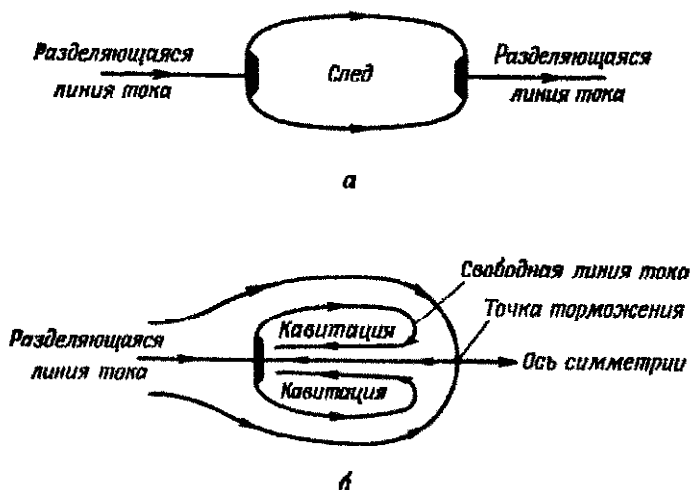 Разделяющаяся
линия тока
След
Разделяющаяся
линия тока
а
Свободная линия тока
Точка торможения
Кавитация
Разделяющаяся
линия тока
Ось симметрии
Кавитация
б